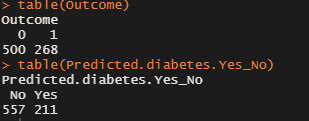 > table(Outcome)
Outcome
0 1
500 268
> table(Predicted.diabetes.Yes_No)
Predicted.diabetes.Yes_No
No Yes
557 211